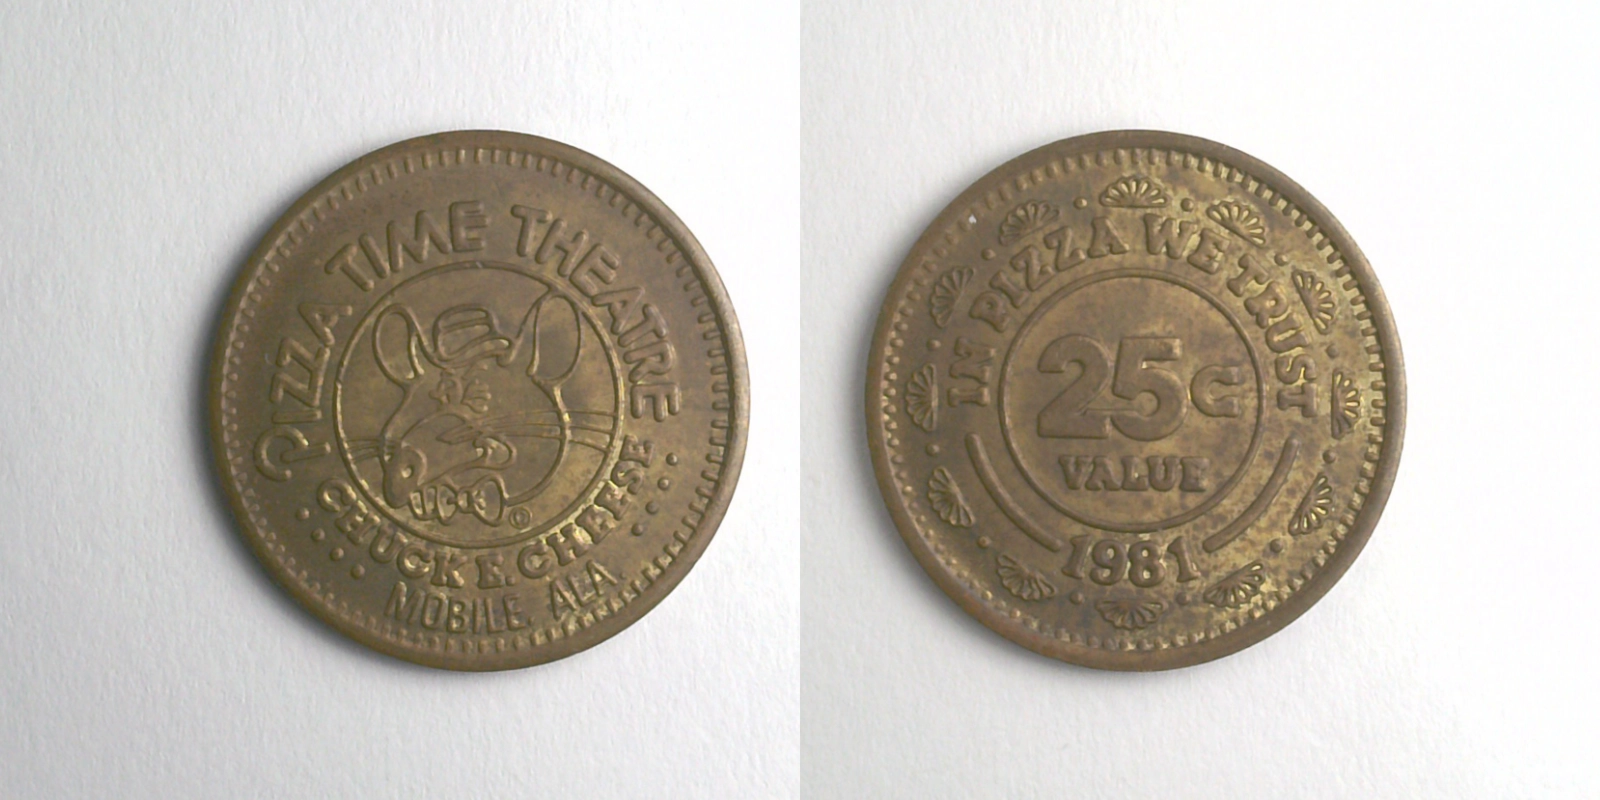 PIZZA TIME THEATRE
©
CHUCK E. CHEESE
MOBILE, ALA.
IN PIZZA WE TRUST
25¢
VALUE
1981